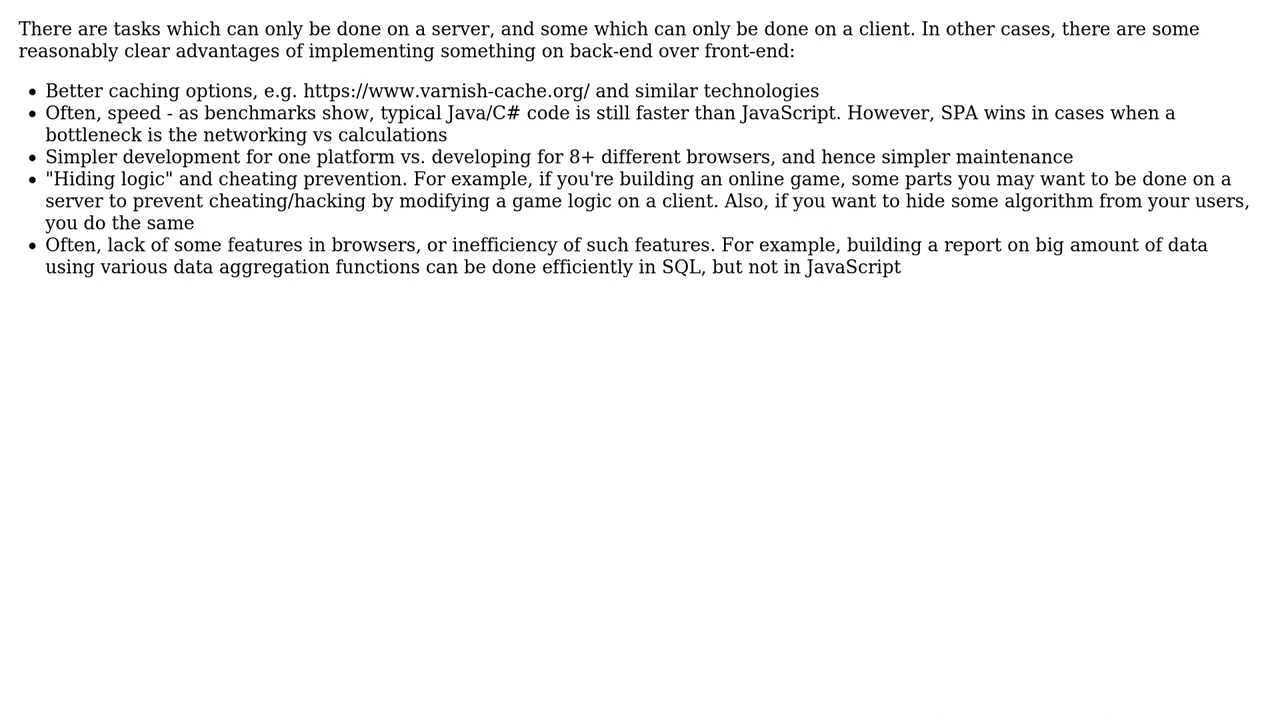 There are tasks which can only be done on a server, and some which can only be done on a client. In other cases, there are some
reasonably clear advantages of implementing something on back-end over front-end:
• Better caching options, e.g. https://www.varnish-cache.org/ and similar technologies
• Often, speed - as benchmarks show, typical Java/C# code is still faster than JavaScript. However, SPA wins in cases when a
bottleneck is the networking vs calculations
• Simpler development for one platform vs. developing for 8+ different browsers, and hence simpler maintenance
• "Hiding logic" and cheating prevention. For example, if you're building an online game, some parts you may want to be done on a
server to prevent cheating/hacking by modifying a game logic on a client. Also, if you want to hide some algorithm from your users,
you do the same
• Often, lack of some features in browsers, or inefficiency of such features. For example, building a report on big amount of data
using various data aggregation functions can be done efficiently in SQL, but not in JavaScript